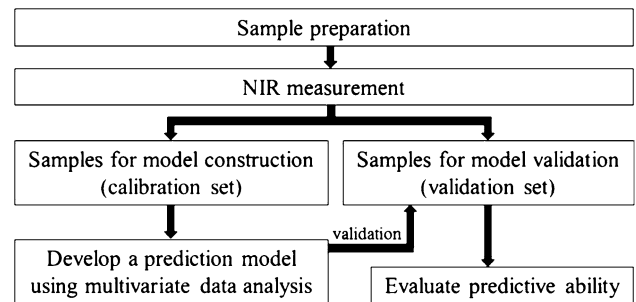 Sample preparation
NIR measurement
Samples for model construction
(calibration set)
Samples for model validation
(validation set)
validation
Develop a prediction model
using multivariate data analysis
Evaluate predictive ability